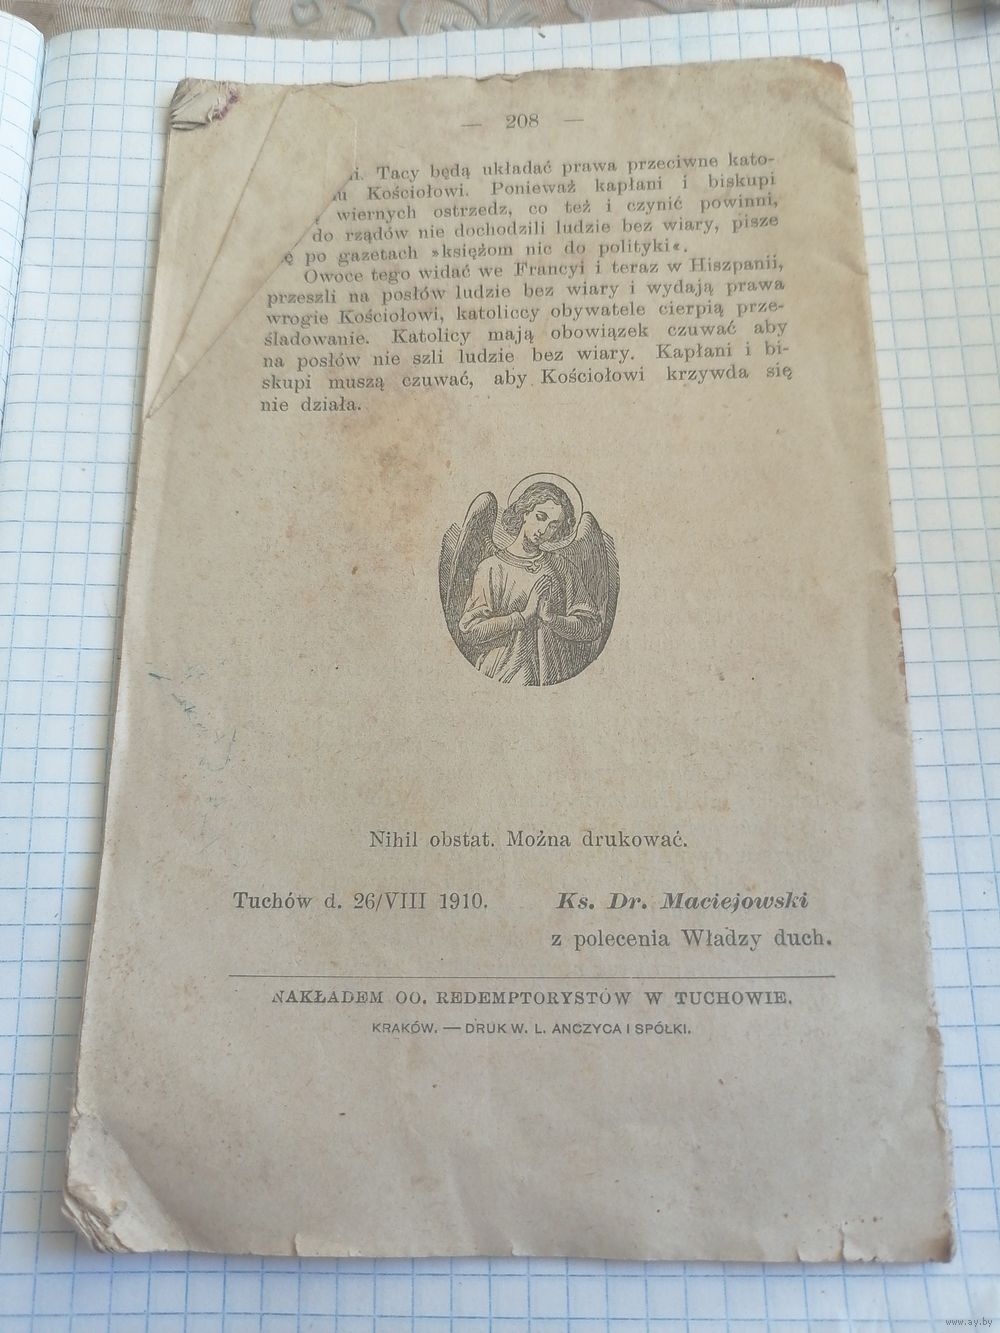 — 208 —
Tacy będą układać prawa przeciwne kato-
Kościołowi. Ponieważ kapłani i biskupi
wiernych ostrzedz, co też i czynić powinni,
do rządów nie dochodzili ludzie bez wiary, pisze
po gazetach »księżom nic do polityki«.
Owoce tego widać we Francyi i teraz w Hiszpanii,
przeszli na posłów ludzie bez wiary i wydają prawa
wrogie Kościołowi, katoliccy obywatele cierpią prze-
śladowanie. Katolicy mają obowiązek czuwać aby
na posłów nie szli ludzie bez wiary. Kapłani i bi-
skupi muszą czuwać, aby Kościołowi krzywda się
nie działa.
Nihil obstat. Można drukować.
Tuchów d. 26/VIII 1910. Ks. Dr. Maciejowski
z polecenia Władzy duch.
NAKŁADEM OO. REDEMPTORYSTÓW W TUCHOWIE.
KRAKÓW. — DRUK W. L. ANCZYCA I SPÓŁKI.
www.ay.by